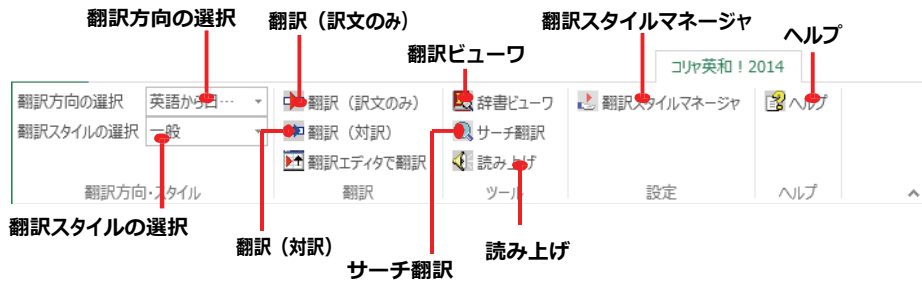 翻訳方向の選択
翻訳（訳文のみ）
翻訳スタイルマネージャ
翻訳ビューワ
ヘルプ
コリャ英和！2014
翻訳方向の選択 英語から日…
翻訳（訳文のみ）
辞書ビューワ
翻訳スタイルマネージャ
ヘルプ
翻訳スタイルの選択 一般
翻訳（対訳）
サーチ翻訳
翻訳エディタで翻訳
読み上げ
翻訳方向・スタイル
翻訳
ツール
設定
ヘルプ
翻訳スタイルの選択
翻訳（対訳）
サーチ翻訳
読み上げ